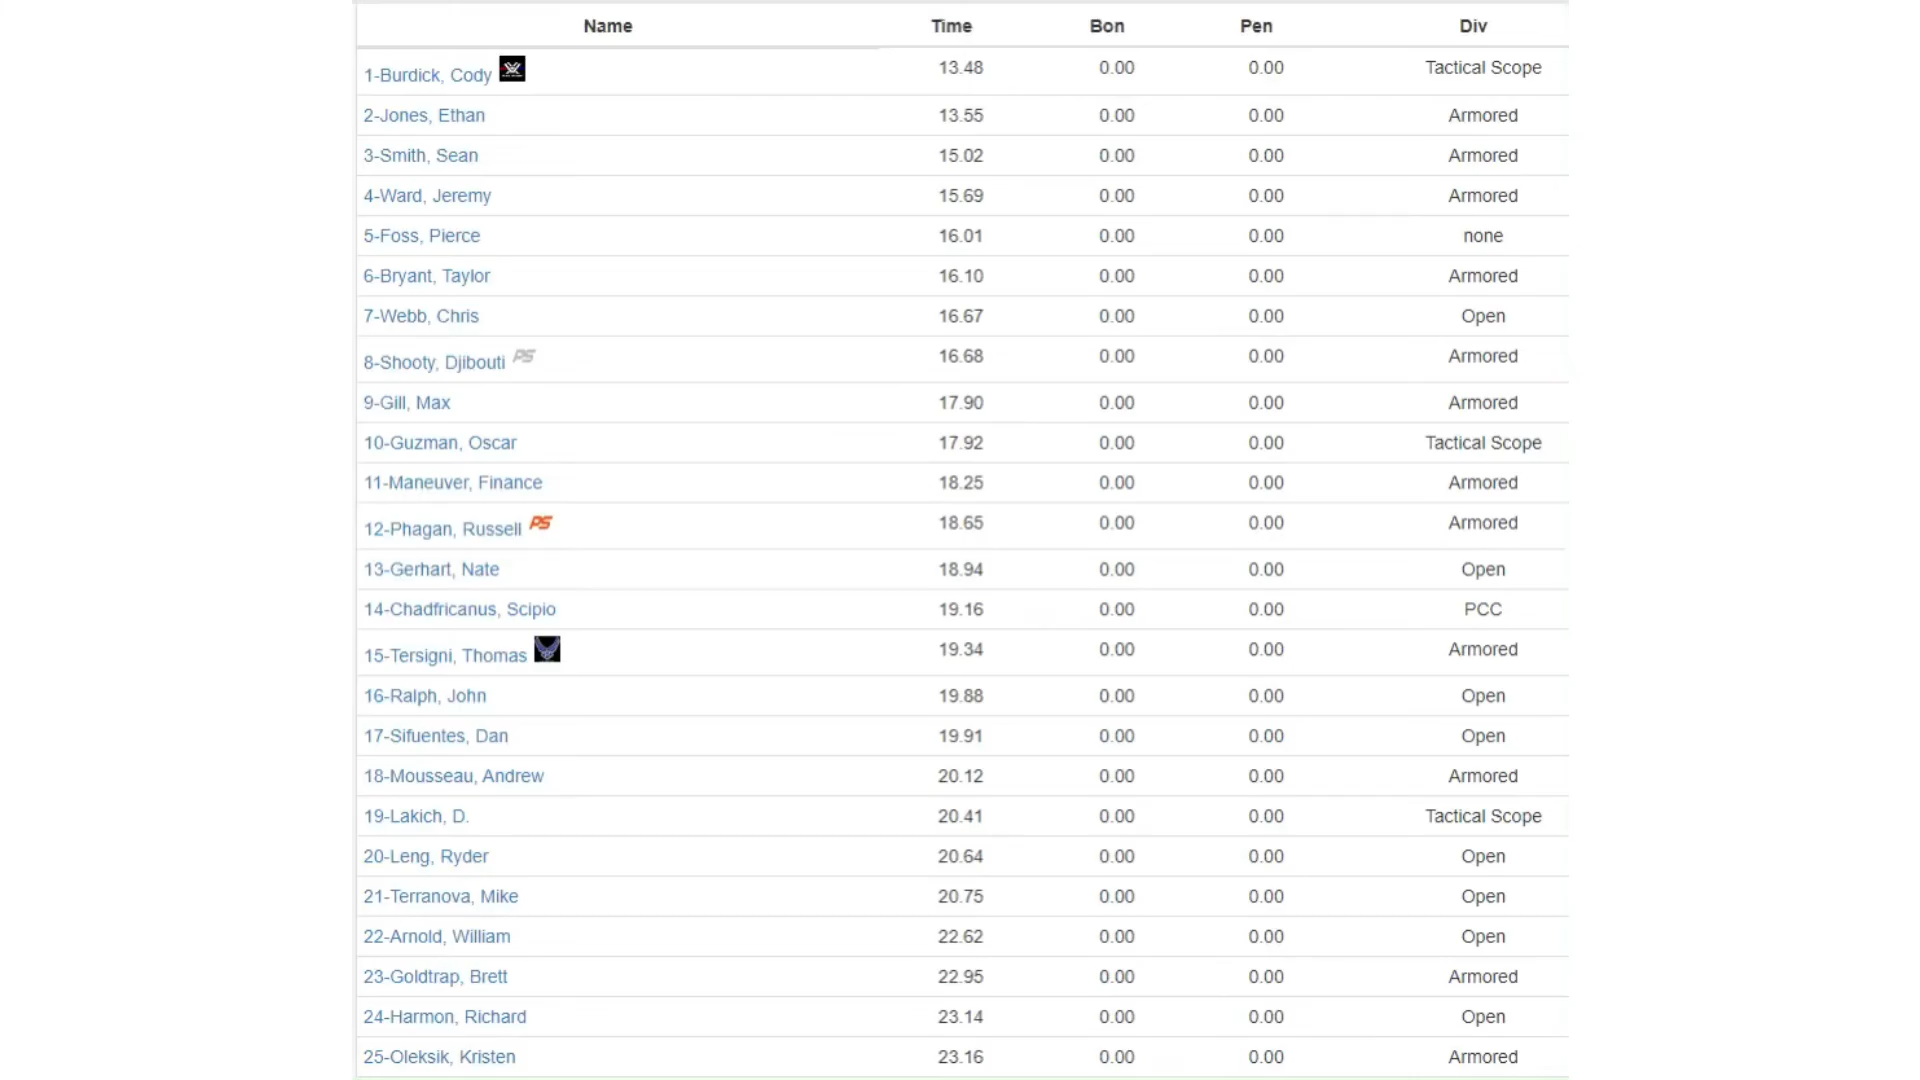 Name Time Bon Pen Div
1-Burdick, Cody 13.48 0.00 0.00 Tactical Scope
2-Jones, Ethan 13.55 0.00 0.00 Armored
3-Smith, Sean 15.02 0.00 0.00 Armored
4-Ward, Jeremy 15.69 0.00 0.00 Armored
5-Foss, Pierce 16.01 0.00 0.00 none
6-Bryant, Taylor 16.10 0.00 0.00 Armored
7-Webb, Chris 16.67 0.00 0.00 Open
8-Shooty, Djibouti PS 16.68 0.00 0.00 Armored
9-Gill, Max 17.90 0.00 0.00 Armored
10-Guzman, Oscar 17.92 0.00 0.00 Tactical Scope
11-Maneuver, Finance 18.25 0.00 0.00 Armored
12-Phagan, Russell PS 18.65 0.00 0.00 Armored
13-Gerhart, Nate 18.94 0.00 0.00 Open
14-Chadfricanus, Scipio 19.16 0.00 0.00 PCC
15-Tersigni, Thomas 19.34 0.00 0.00 Armored
16-Ralph, John 19.88 0.00 0.00 Open
17-Sifuentes, Dan 19.91 0.00 0.00 Open
18-Mousseau, Andrew 20.12 0.00 0.00 Armored
19-Lakich, D. 20.41 0.00 0.00 Tactical Scope
20-Leng, Ryder 20.64 0.00 0.00 Open
21-Terranova, Mike 20.75 0.00 0.00 Open
22-Arnold, William 22.62 0.00 0.00 Open
23-Goldtrap, Brett 22.95 0.00 0.00 Armored
24-Harmon, Richard 23.14 0.00 0.00 Open
25-Oleksik, Kristen 23.16 0.00 0.00 Armored